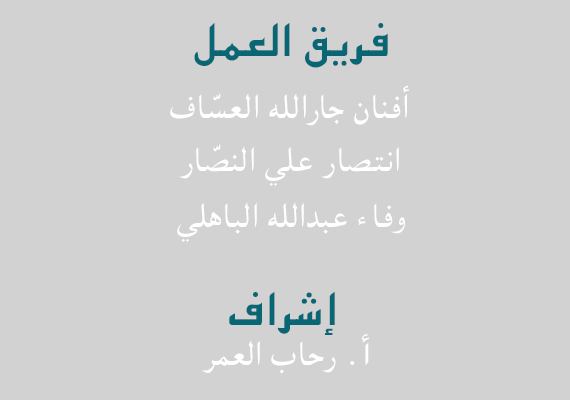 فريق العمل
أفنان جارالله العسّاف
انتصار علي النصّار
وفاء عبدالله الباهلي
إشراف
أ. رحاب العمر